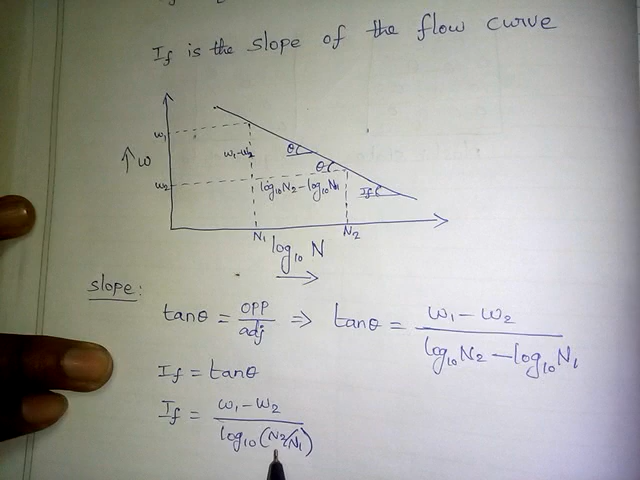 If is the slope of the flow curve
w1
↑ w
w1-w2
θ
θ
w2
log10N2-log10N1
If
N1
N2
log10 N
slope:
tanθ = opp/adj ⇒ tanθ = w1-w2/log10N2-log10N1
If = tanθ
If = w1-w2/log10(N2/N1)